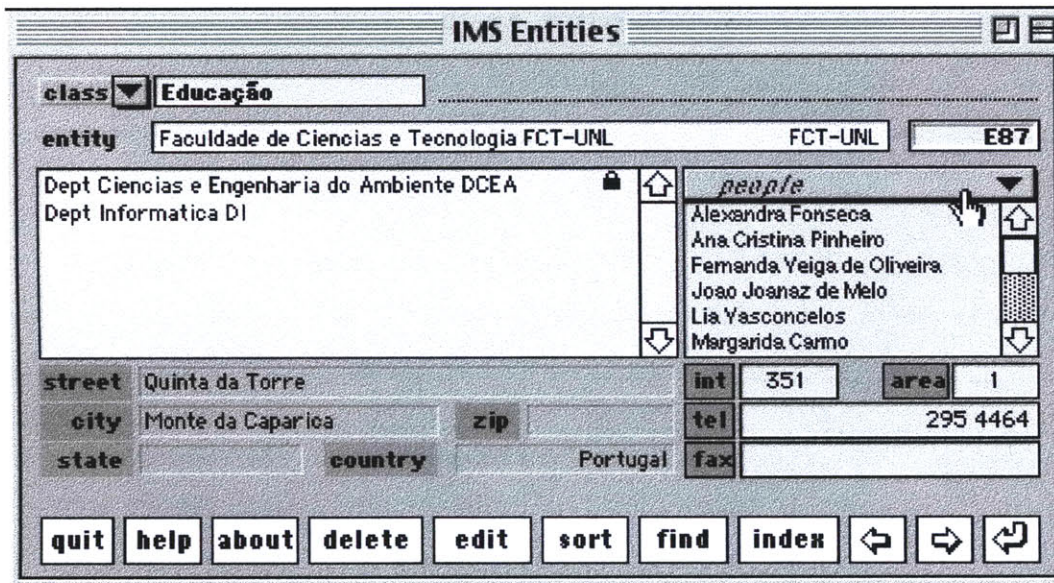 IMS Entities
class Educação
entity Faculdade de Ciencias e Tecnologia FCT-UNL FCT-UNL E87
Dept Ciencias e Engenharia do Ambiente DCEA
Dept Informatica DI
people
Alexandra Fonseca
Ana Cristina Pinheiro
Fernanda Veiga de Oliveira
Joao Joanaz de Melo
Lia Vasconcelos
Margarida Carmo
street Quinta da Torre int 351 area 1
city Monte da Caparica zip tel 295 4464
state country Portugal fax
quit help about delete edit sort find index